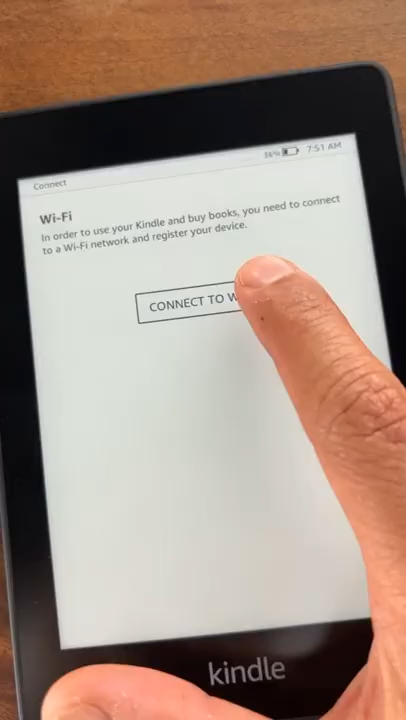 Connect
36% 7:51 AM
Wi-Fi
In order to use your Kindle and buy books, you need to connect
to a Wi-Fi network and register your device.
CONNECT TO W
kindle